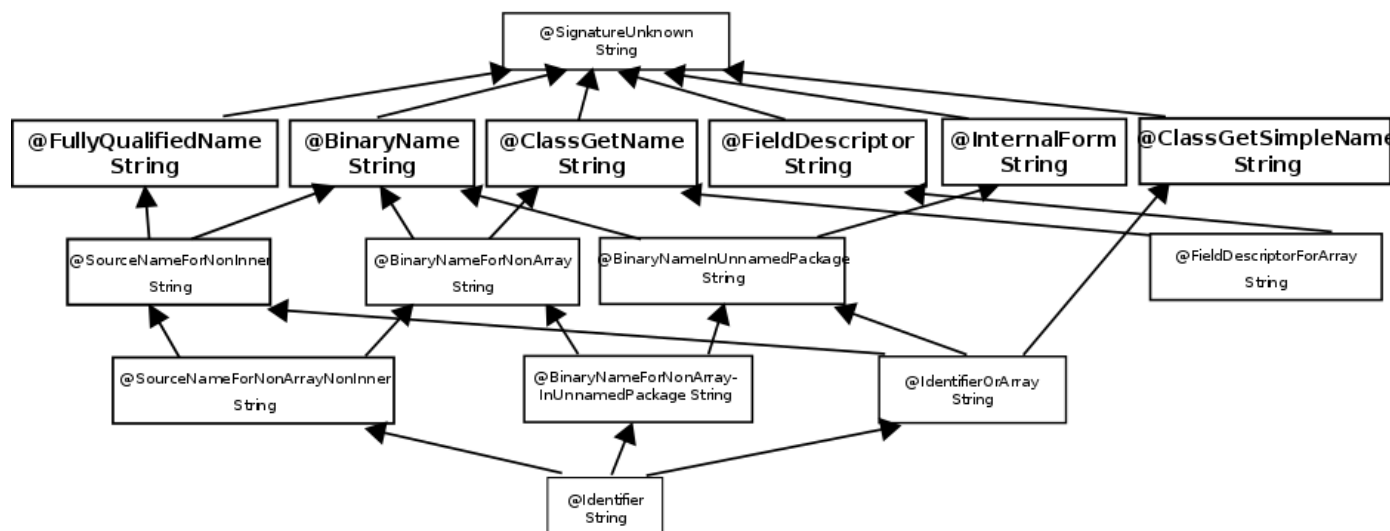 @SignatureUnknown
String
@FullyQualifiedName
String
@BinaryName
String
@ClassGetName
String
@FieldDescriptor
String
@InternalForm
String
@ClassGetSimpleName
String
@SourceNameForNonInner
String
@BinaryNameForNonArray
String
@BinaryNameInUnnamedPackage
String
@FieldDescriptorForArray
String
@SourceNameForNonArrayNonInner
String
@BinaryNameForNonArray-
InUnnamedPackage String
@IdentifierOrArray
String
@Identifier
String